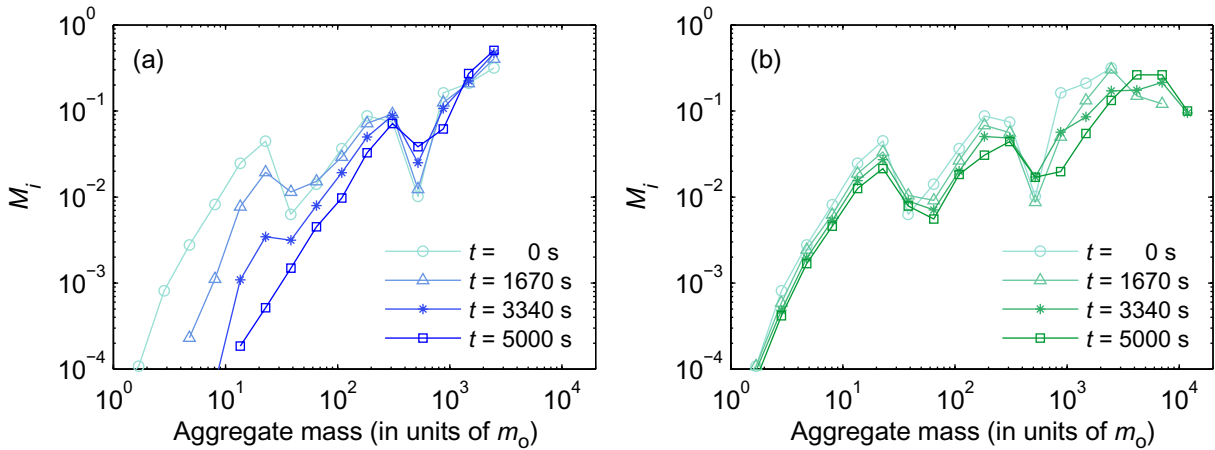 (a)
10^0
10^-1
10^-2
10^-3
10^-4
M_i
t = 0 s
t = 1670 s
t = 3340 s
t = 5000 s
10^0 10^1 10^2 10^3 10^4
Aggregate mass (in units of m_o)
(b)
10^0
10^-1
10^-2
10^-3
10^-4
M_i
t = 0 s
t = 1670 s
t = 3340 s
t = 5000 s
10^0 10^1 10^2 10^3 10^4
Aggregate mass (in units of m_o)